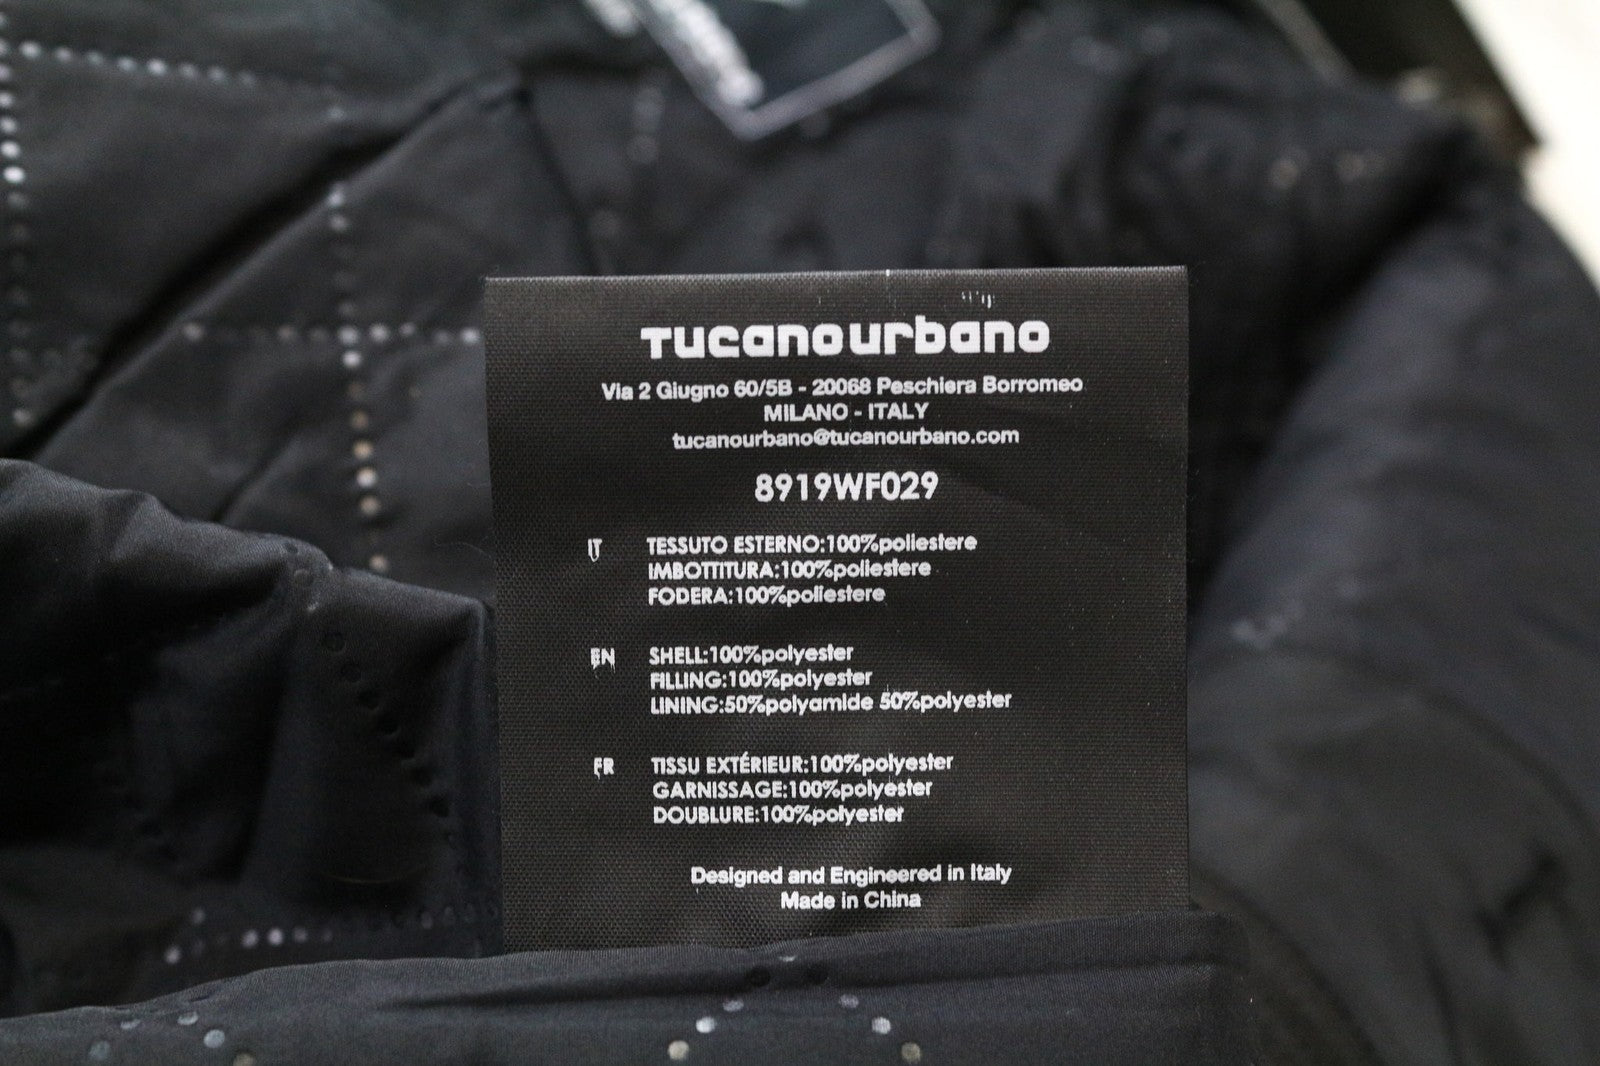 Tucanourbano
Via 2 Giugno 60/5B - 20068 Peschiera Borromeo
MILANO - ITALY
tucanourbano@tucanourbano.com
8919WF029
IT TESSUTO ESTERNO:100%poliestere
IMBOTTITURA:100%poliestere
FODERA:100%poliestere
EN SHELL:100%polyester
FILLING:100%polyester
LINING:50%polyamide 50%polyester
FR TISSU EXTÉRIEUR:100%polyester
GARNISSAGE:100%polyester
DOUBLURE:100%polyester
Designed and Engineered in Italy
Made in China